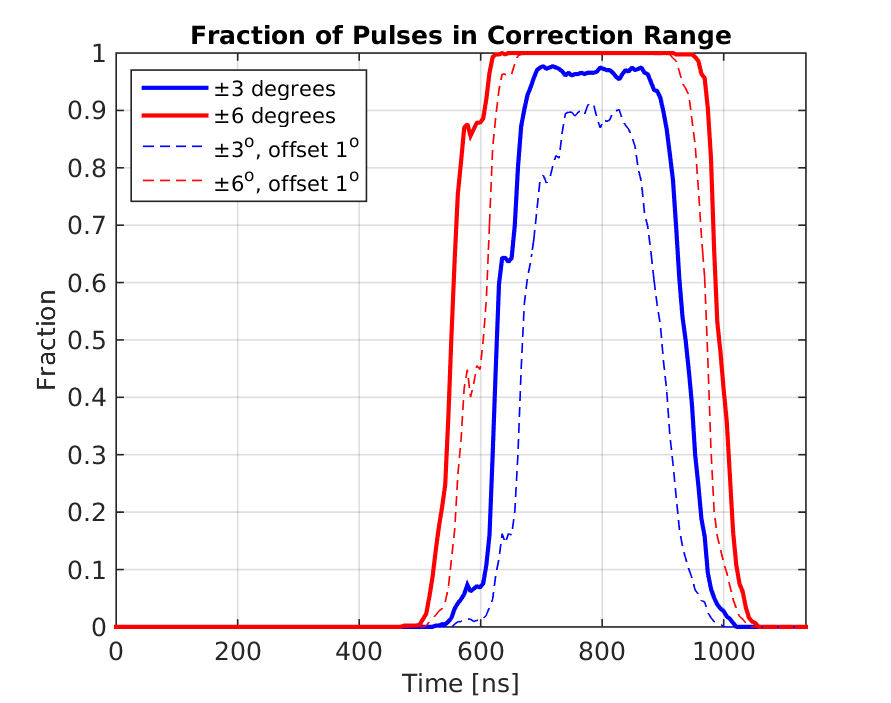 Fraction of Pulses in Correction Range
1
0.9
0.8
0.7
0.6
0.5
0.4
0.3
0.2
0.1
0
Fraction
±3 degrees
±6 degrees
±3°, offset 1°
±6°, offset 1°
0 200 400 600 800 1000
Time [ns]